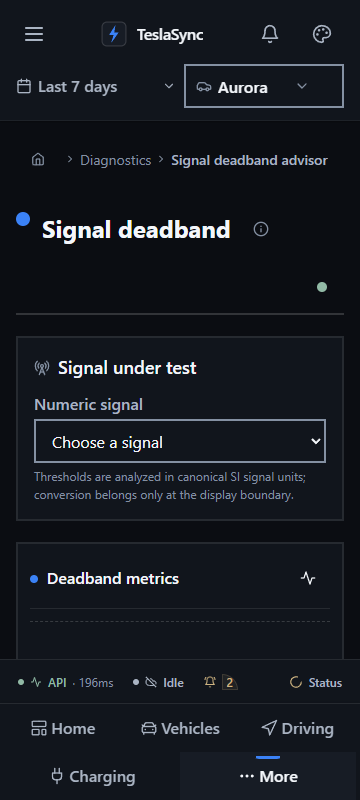 TeslaSync
Last 7 days
Aurora
Diagnostics
Signal deadband advisor
Signal deadband
Signal under test
Numeric signal
Choose a signal
Thresholds are analyzed in canonical SI signal units;
conversion belongs only at the display boundary.
Deadband metrics
API · 196ms
Idle
2
Status
Home
Vehicles
Driving
Charging
More